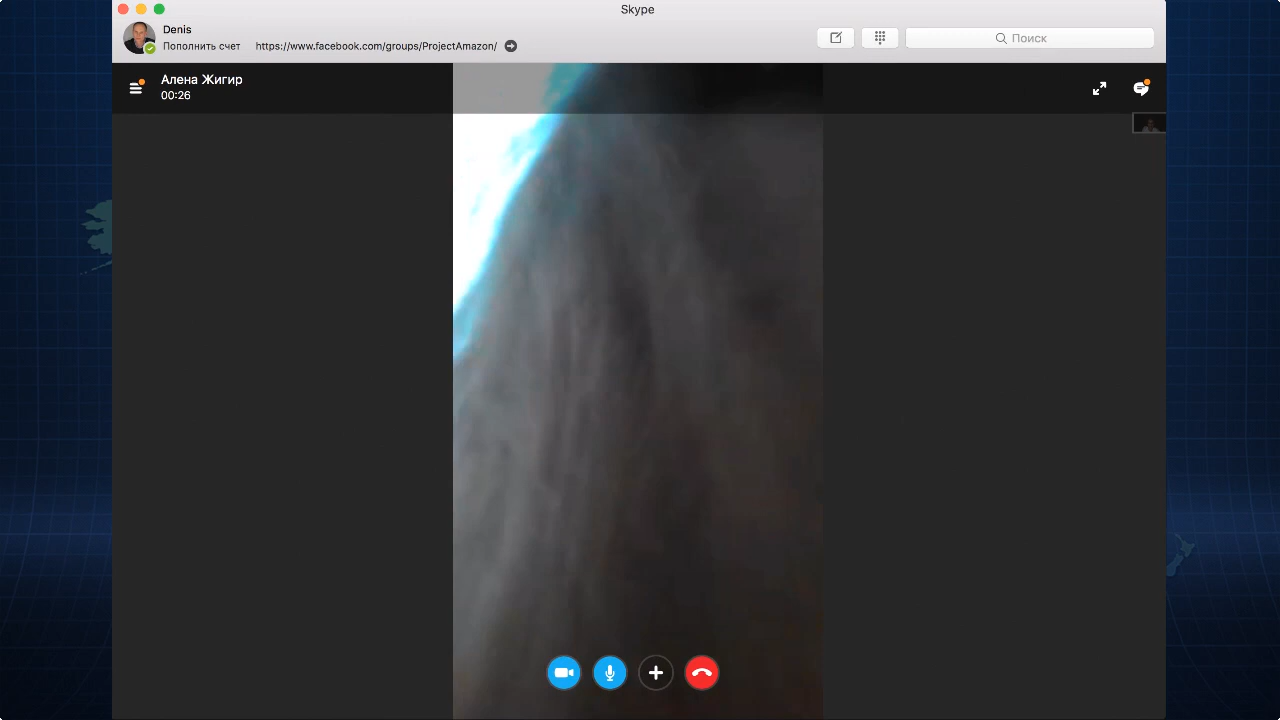 Skype
Denis
Пополнить счет https://www.facebook.com/groups/ProjectAmazon/
Поиск
Алена Жигир
00:26